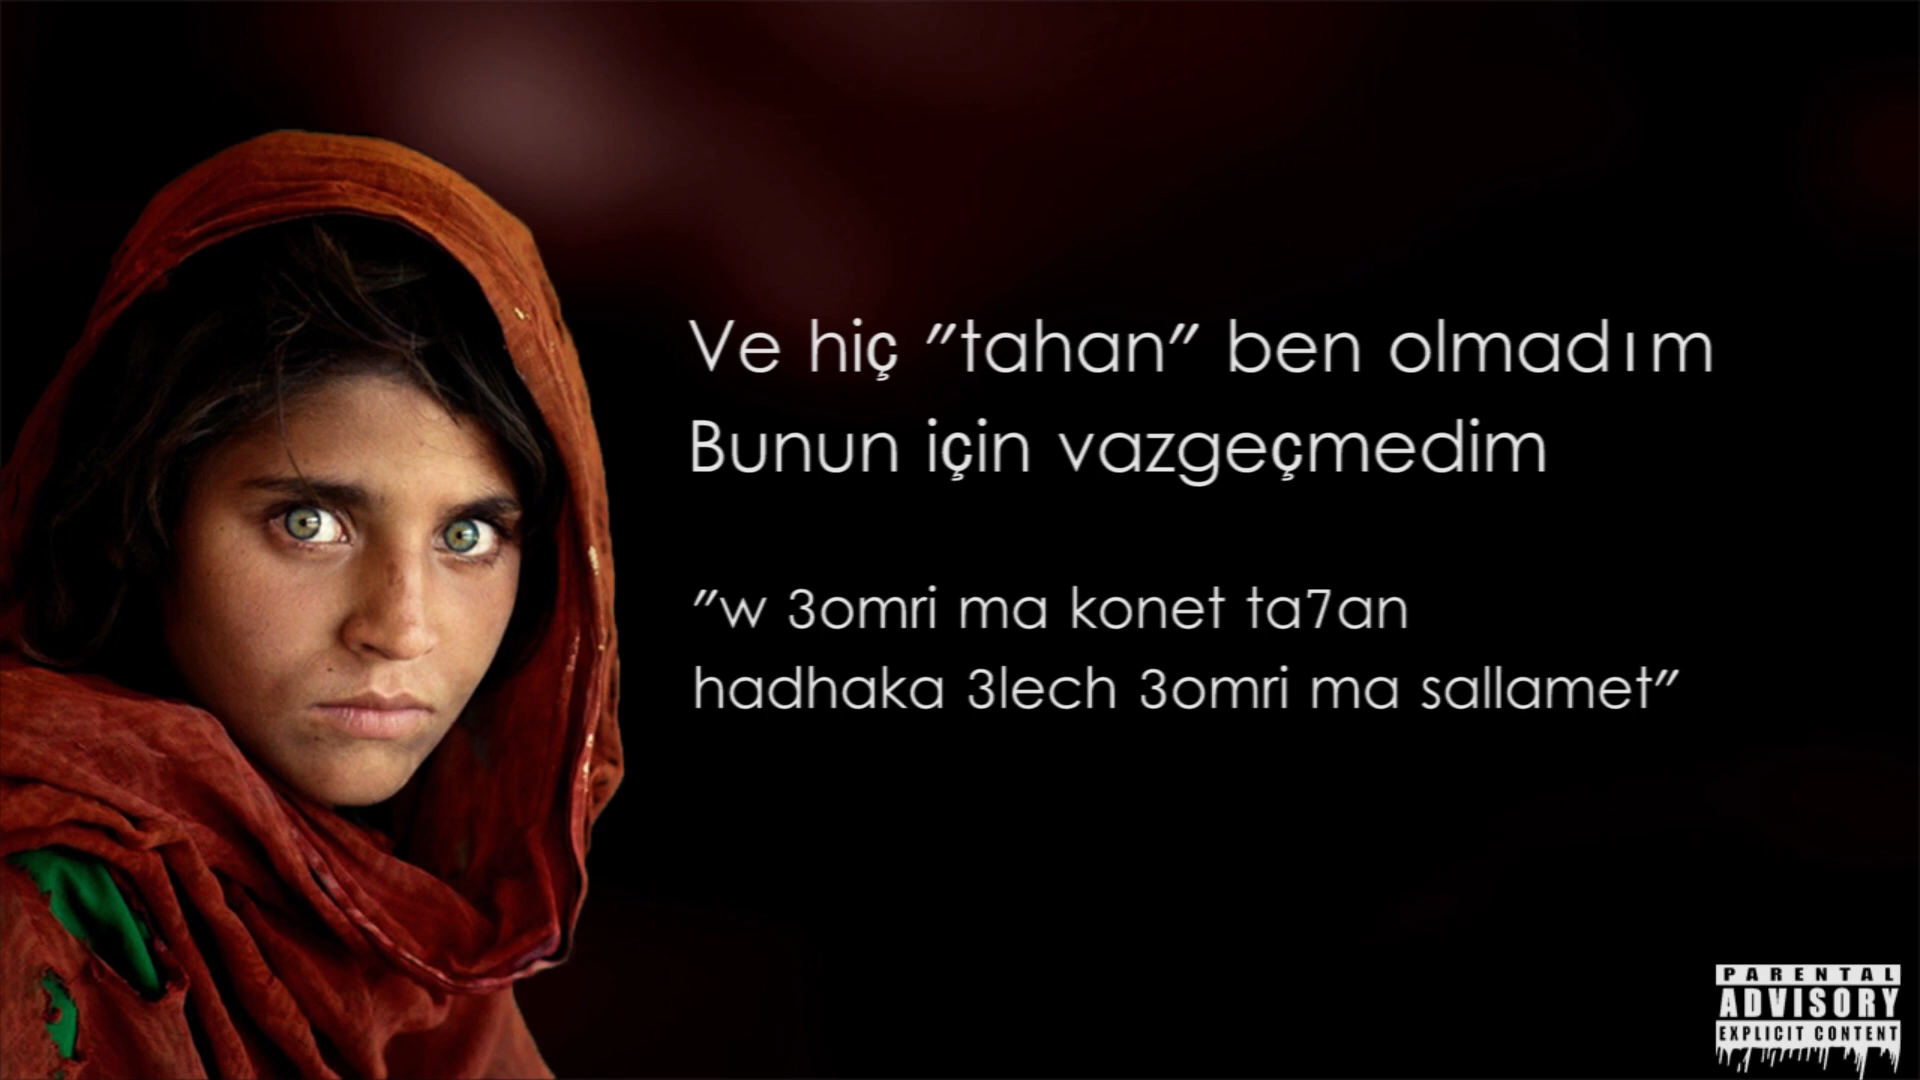 Ve hiç "tahan" ben olmadım
Bunun için vazgeçmedim
"w 3omri ma konet ta7an
hadhaka 3lech 3omri ma sallamet"
PARENTAL
ADVISORY
EXPLICIT CONTENT